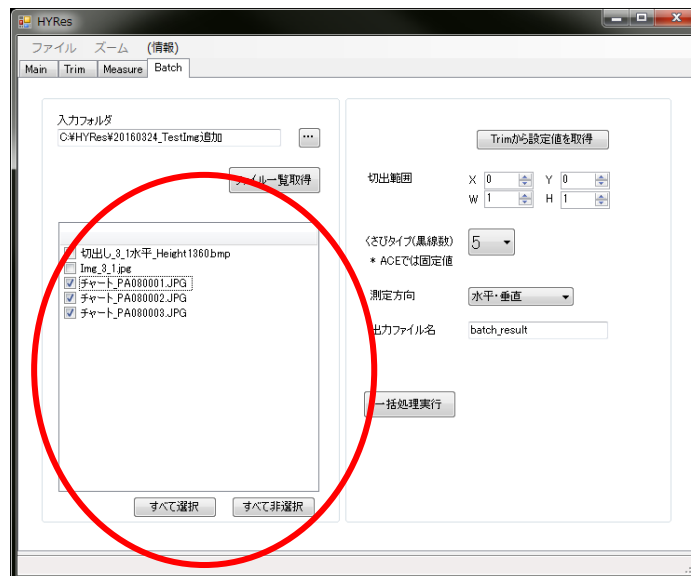 HYRes
ファイル ズーム (情報)
Main Trim Measure Batch
入力フォルダ
C:¥HYRes¥20160324_TestImg追加
...
ファイル一覧取得
切出し_3_1水平_Height1360.bmp
Img_3_1.jpg
チャート_PA080001.JPG
チャート_PA080002.JPG
チャート_PA080003.JPG
すべて選択 すべて非選択
Trimから設定値を取得
切出範囲 X 0 Y 0
W 1 H 1
くさびタイプ(黒線数) 5
* ACEでは固定値
測定方向 水平・垂直
出力ファイル名 batch_result
一括処理実行